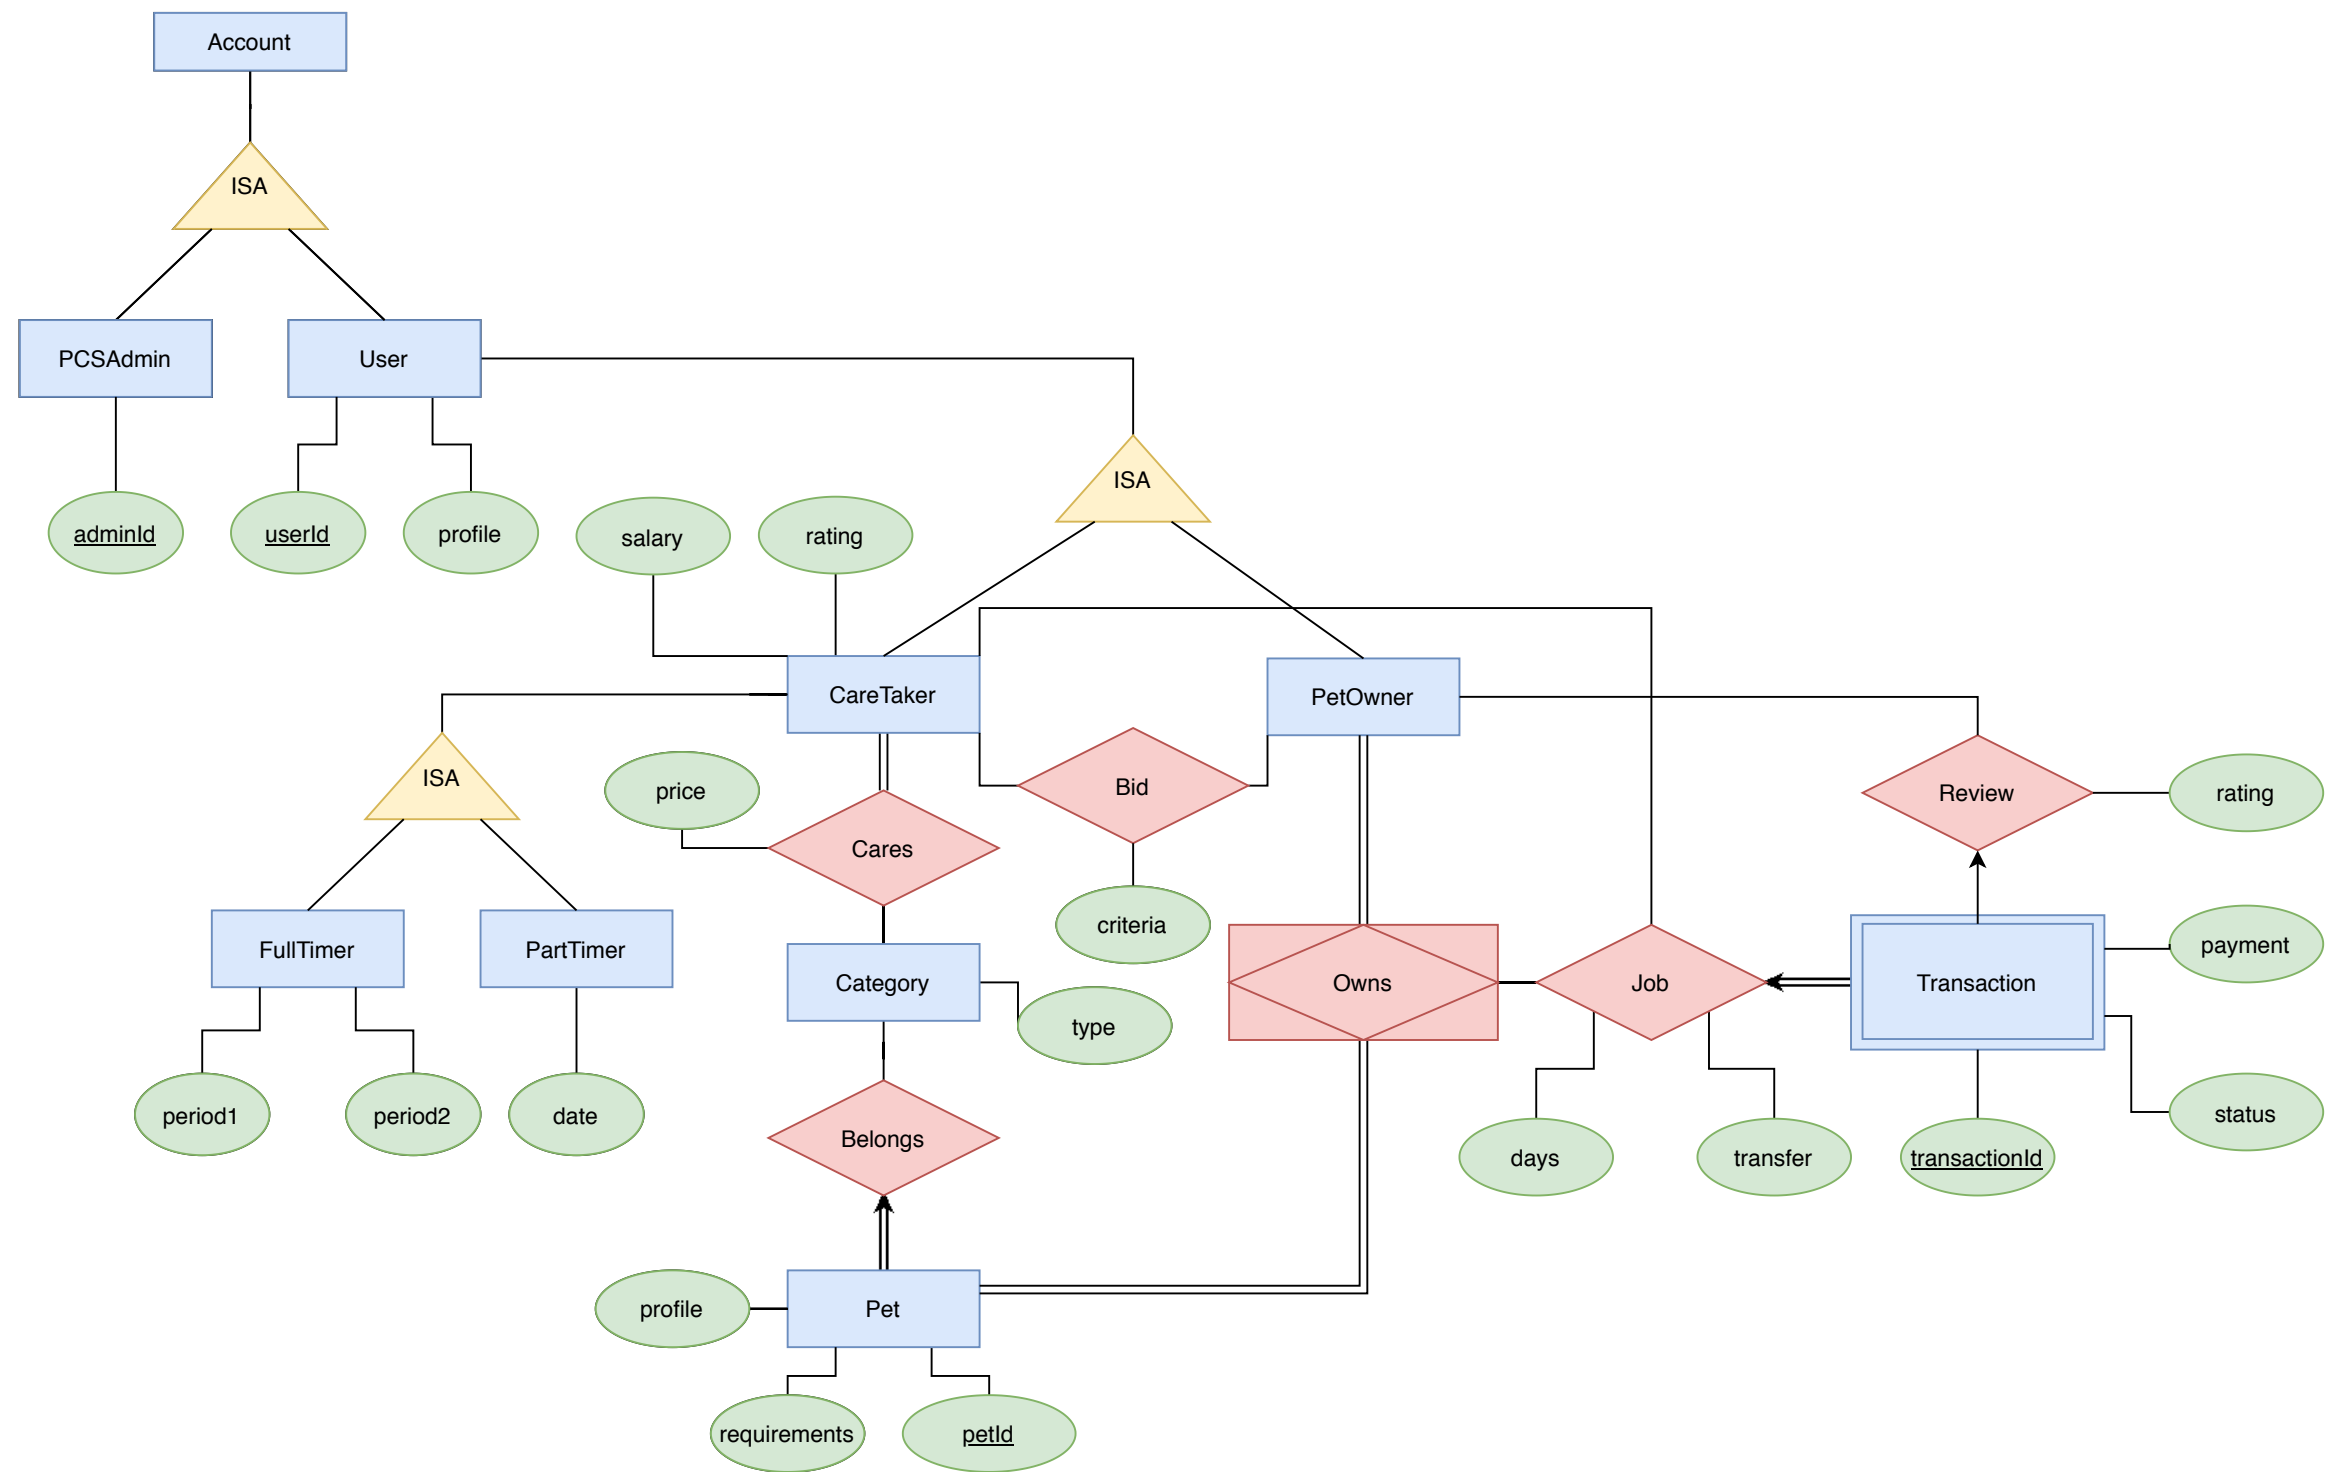 Account
ISA
PCSAdmin
User
adminId
userId
profile
salary
rating
ISA
CareTaker
PetOwner
ISA
price
Bid
Review
rating
Cares
criteria
payment
FullTimer
PartTimer
Category
Owns
Job
Transaction
type
period1
period2
date
Belongs
status
days
transfer
transactionId
profile
Pet
requirements
petId